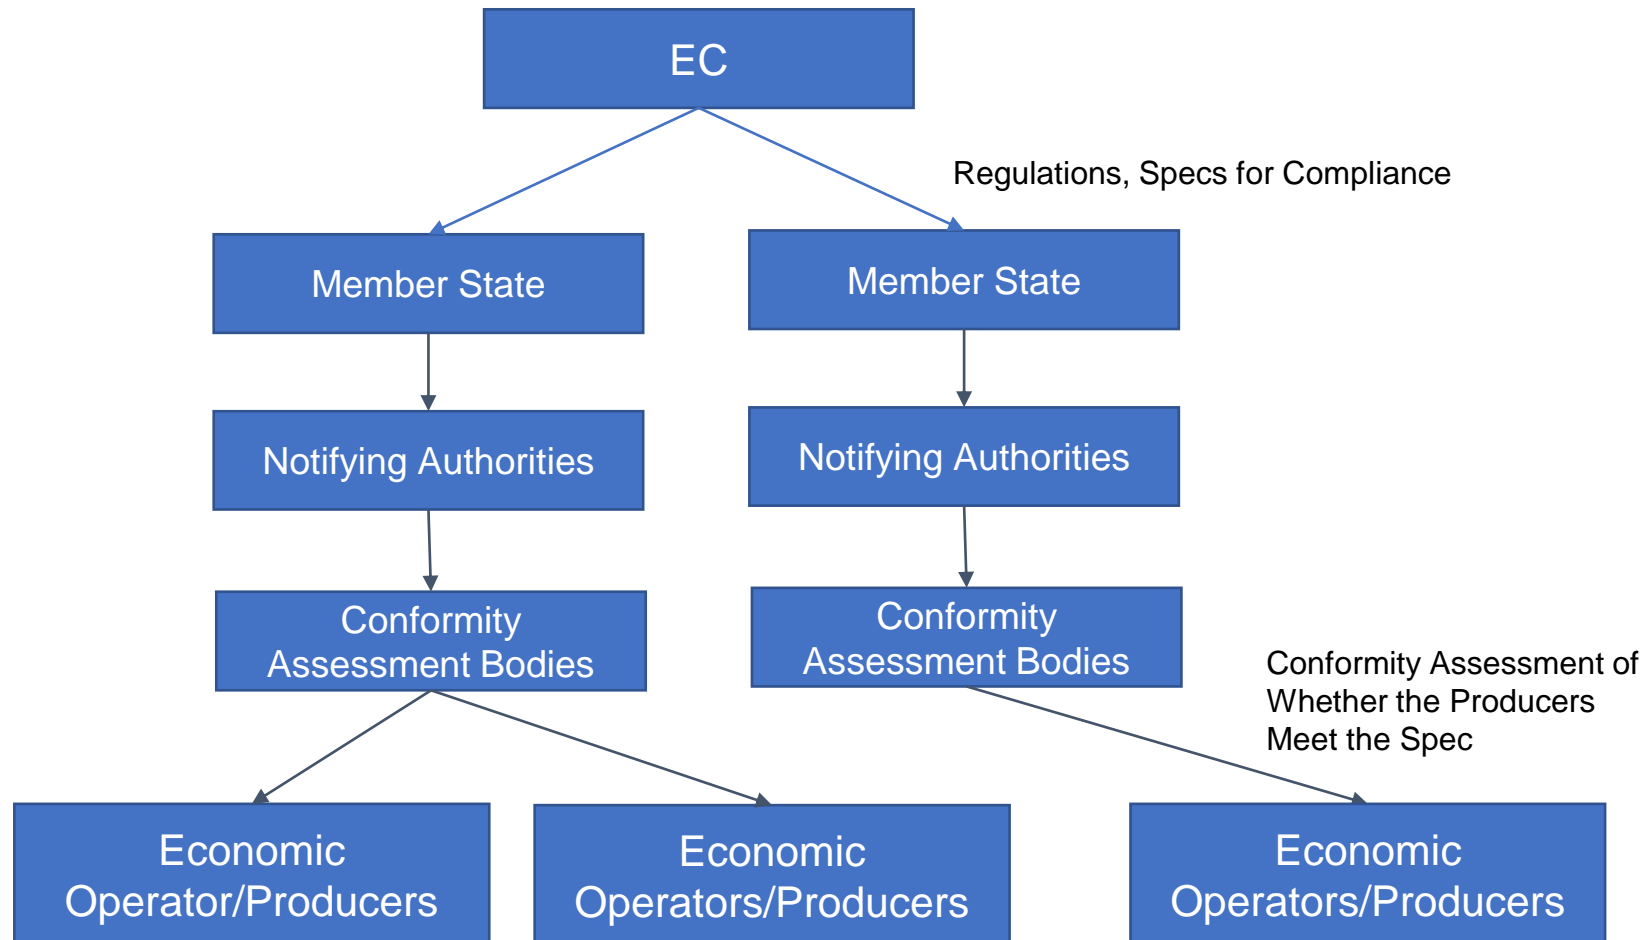 EC
Regulations, Specs for Compliance
Member State
Member State
Notifying Authorities
Notifying Authorities
Conformity
Assessment Bodies
Conformity
Assessment Bodies
Conformity Assessment of
Whether the Producers
Meet the Spec
Economic
Operator/Producers
Economic
Operators/Producers
Economic
Operators/Producers